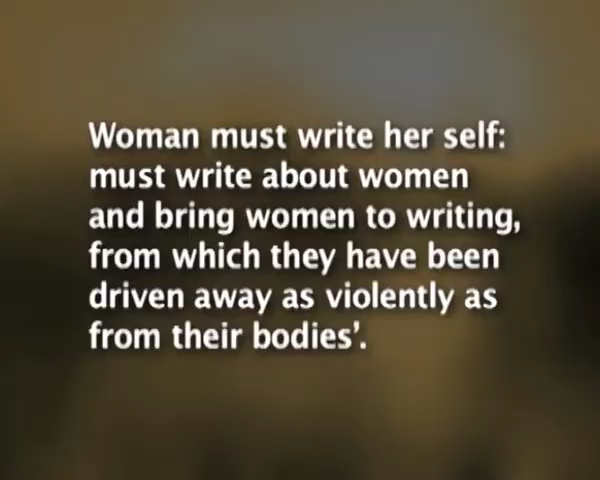 Woman must write her self:
must write about women
and bring women to writing,
from which they have been
driven away as violently as
from their bodies'.